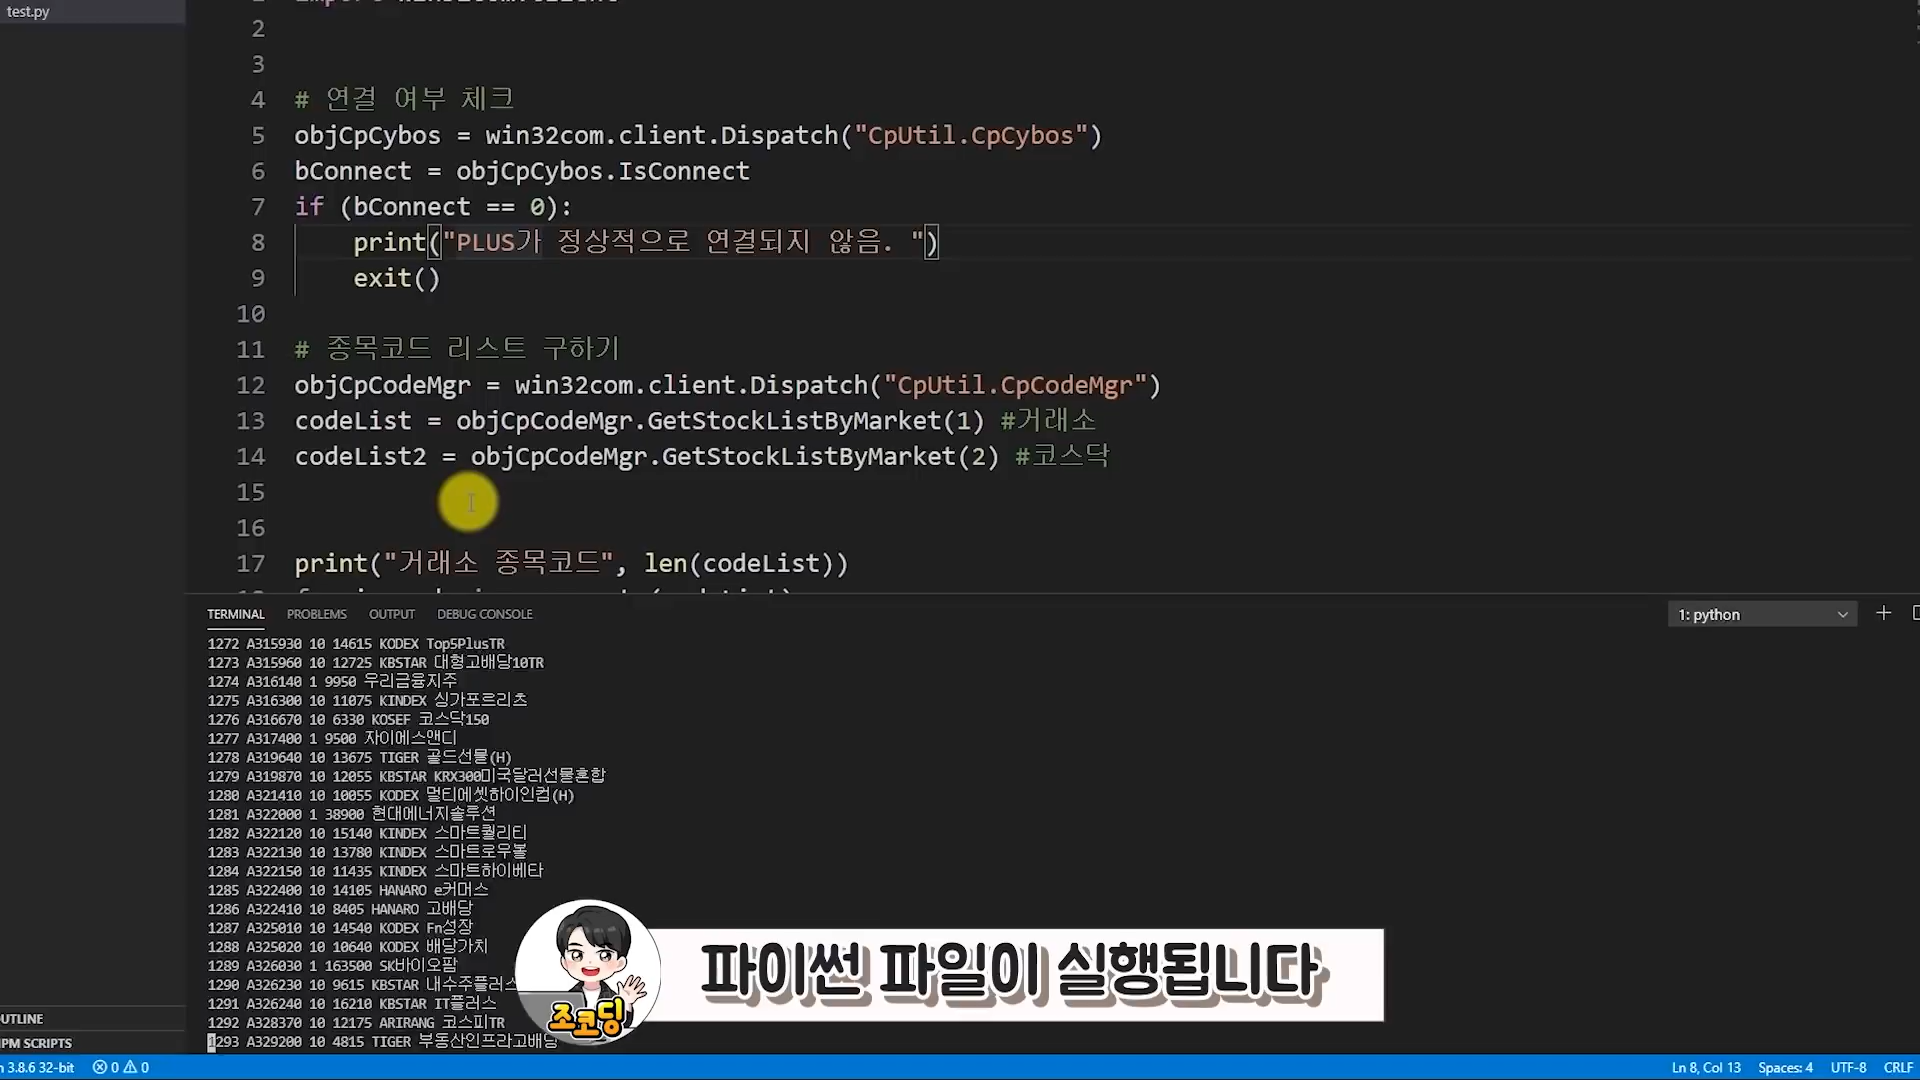 test.py
2
3
4 # 연결 여부 체크
5 objCpCybos = win32com.client.Dispatch("CpUtil.CpCybos")
6 bConnect = objCpCybos.IsConnect
7 if (bConnect == 0):
8 print("PLUS가 정상적으로 연결되지 않음. ")
9 exit()
10
11 # 종목코드 리스트 구하기
12 objCpCodeMgr = win32com.client.Dispatch("CpUtil.CpCodeMgr")
13 codeList = objCpCodeMgr.GetStockListByMarket(1) #거래소
14 codeList2 = objCpCodeMgr.GetStockListByMarket(2) #코스닥
15
16
17 print("거래소 종목코드", len(codeList))
TERMINAL PROBLEMS OUTPUT DEBUG CONSOLE 1: python
1272 A315930 10 14615 KODEX Top5PlusTR
1273 A315960 10 12725 KBSTAR 대형고배당10TR
1274 A316140 1 9950 우리금융지주
1275 A316300 10 11075 KINDEX 싱가포르리츠
1276 A316670 10 6330 KOSEF 코스닥150
1277 A317400 1 9500 자이에스앤디
1278 A319640 10 13675 TIGER 골드선물(H)
1279 A319870 10 12055 KBSTAR KRX300미국달러선물혼합
1280 A321410 10 10055 KODEX 멀티에셋하이인컴(H)
1281 A322000 1 38900 현대에너지솔루션
1282 A322120 10 15140 KINDEX 스마트퀄리티
1283 A322130 10 13780 KINDEX 스마트로우볼
1284 A322150 10 11435 KINDEX 스마트하이베타
1285 A322400 10 14105 HANARO e커머스
1286 A322410 10 8405 HANARO 고배당
1287 A325010 10 14540 KODEX Fn성장
1288 A325020 10 10640 KODEX 배당가치
1289 A326030 1 163500 SK바이오팜
1290 A326230 10 9615 KBSTAR 내수주플러스
1291 A326240 10 16210 KBSTAR IT플러스
1292 A328370 10 12175 ARIRANG 코스피TR
1293 A329200 10 4815 TIGER 부동산인프라고배당
조코딩
파이썬 파일이 실행됩니다
UTLINE
PM SCRIPTS
n 3.8.6 32-bit 0 0 Ln 8, Col 13 Spaces: 4 UTF-8 CRLF